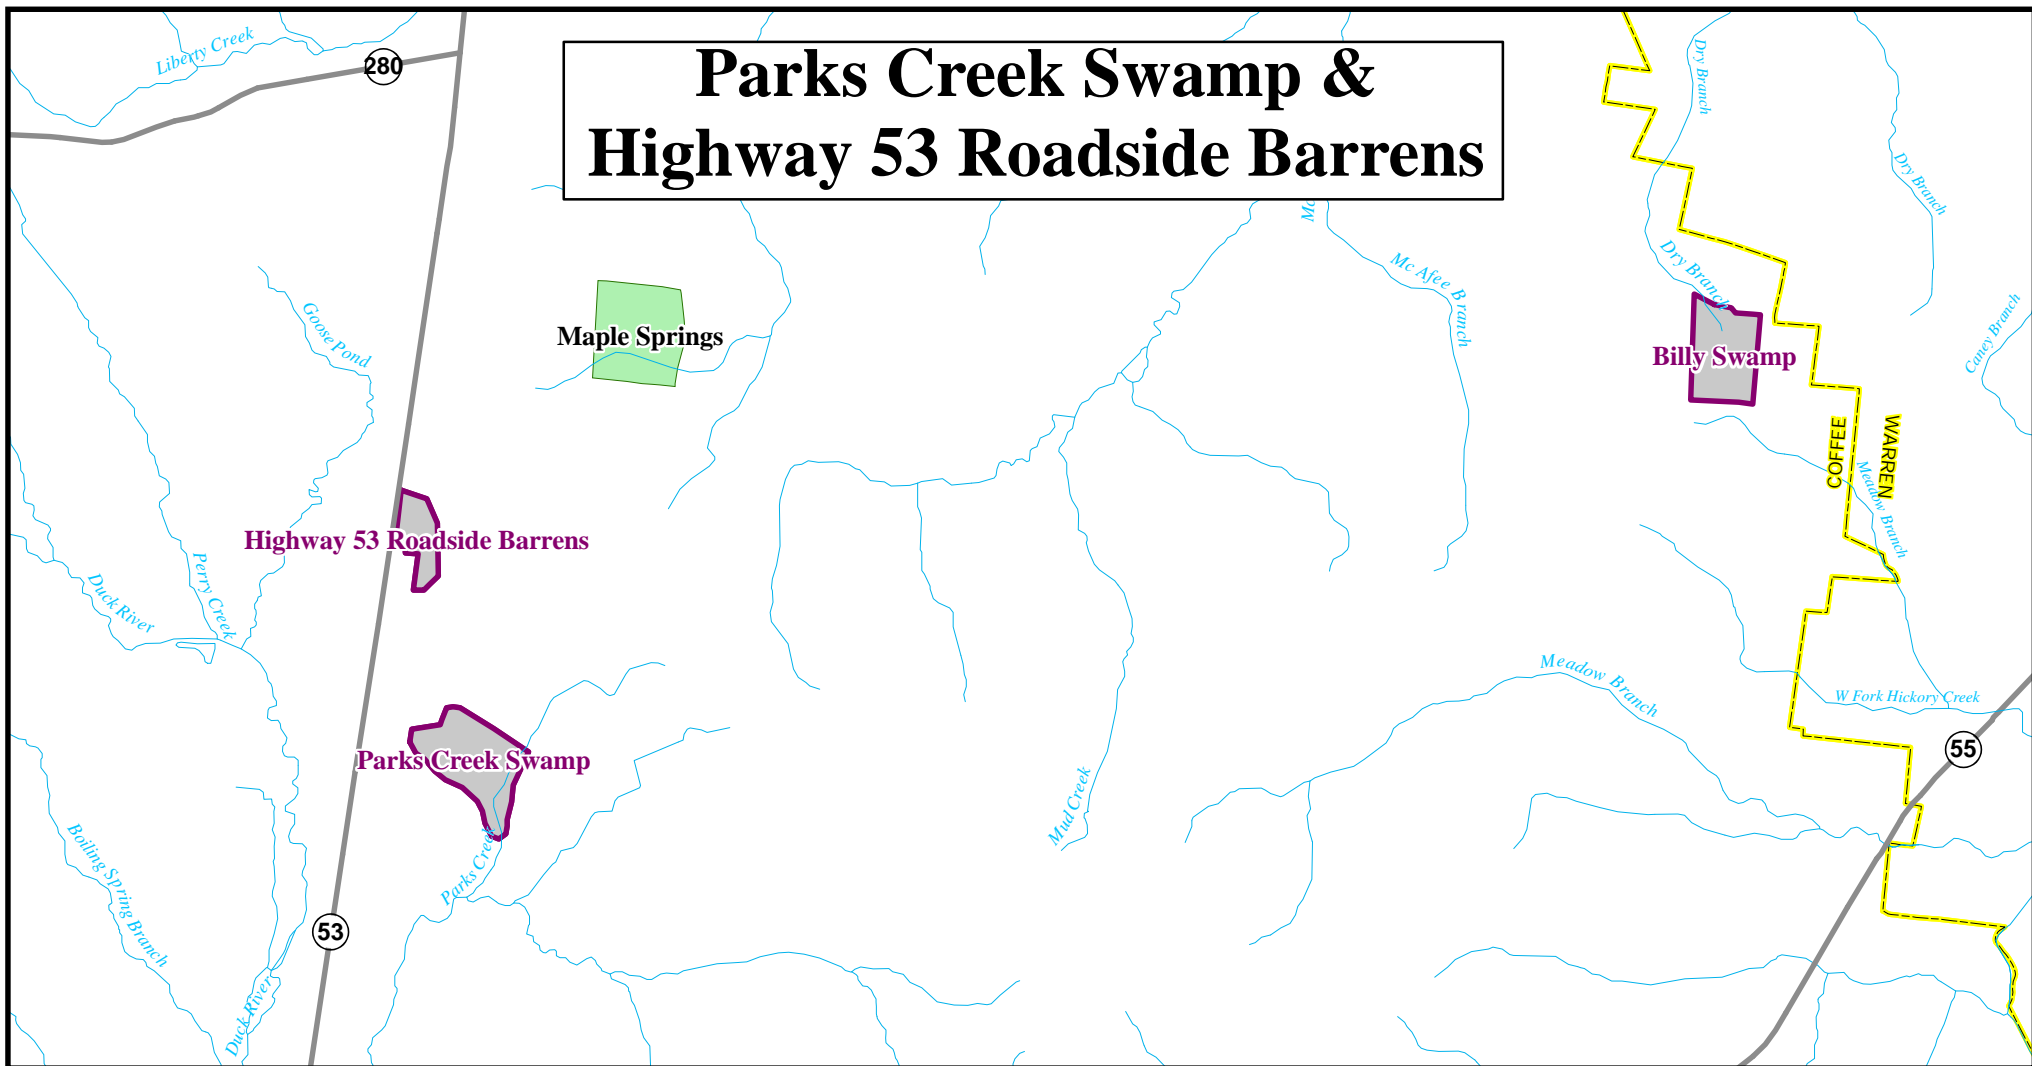 Parks Creek Swamp &
Highway 53 Roadside Barrens
Liberty Creek
280
Dry Branch
Dry Branch
Mc Afee Branch
Dry Branch
Goose Pond
Maple Springs
Billy Swamp
Caney Branch
COFFEE
WARREN
Meadow Branch
Highway 53 Roadside Barrens
Perry Creek
Duck River
Meadow Branch
W Fork Hickory Creek
55
Parks Creek Swamp
Mud Creek
Boiling Spring Branch
Parks Creek
53
Duck River